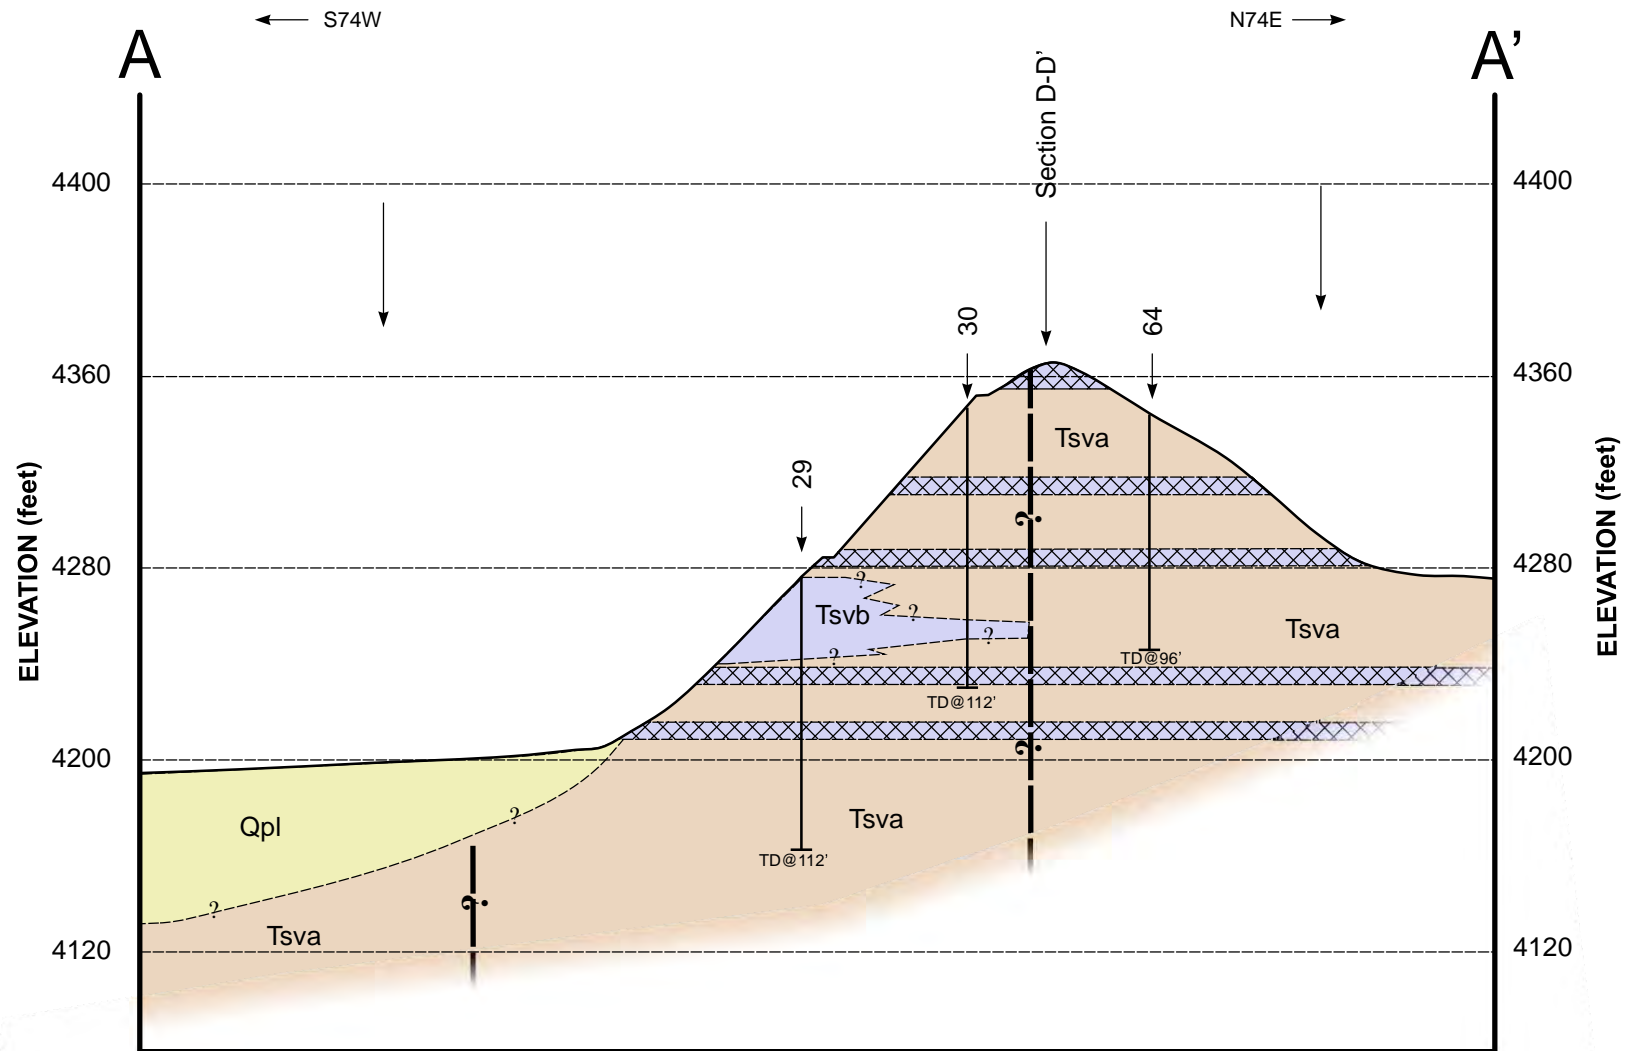 S74W
N74E
A
A’
Section D-D’
4400
4400
30
64
4360
4360
Tsva
29
ELEVATION (feet)
ELEVATION (feet)
?
4280
4280
?
Tsvb
?
Tsva
?
?
TD@96’
TD@112’
?
4200
4200
?
Qpl
Tsva
TD@112’
?
?
Tsva
4120
4120